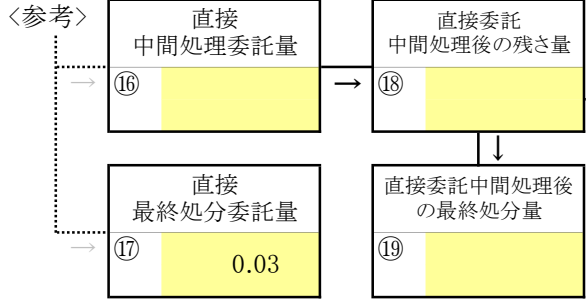 〈参考〉
直接
中間処理委託量
⑯
→
→
直接委託
中間処理後の残さ量
⑱
↓
直接
最終処分委託量
→
⑰
0.03
直接委託中間処理後
の最終処分量
⑲